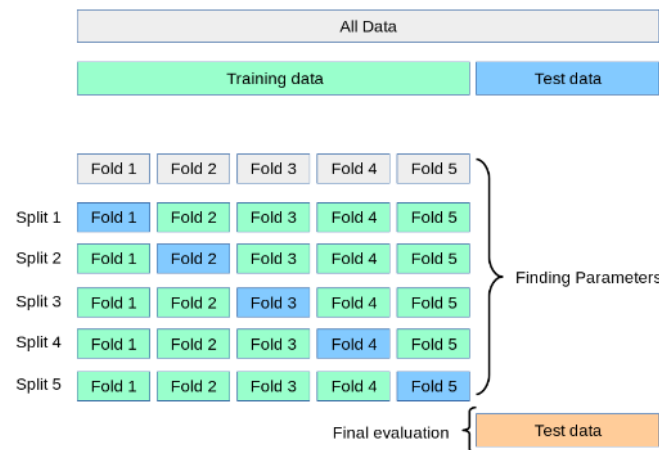 All Data
Training data Test data
Fold 1 Fold 2 Fold 3 Fold 4 Fold 5
Split 1 Fold 1 Fold 2 Fold 3 Fold 4 Fold 5
Split 2 Fold 1 Fold 2 Fold 3 Fold 4 Fold 5
Finding Parameters
Split 3 Fold 1 Fold 2 Fold 3 Fold 4 Fold 5
Split 4 Fold 1 Fold 2 Fold 3 Fold 4 Fold 5
Split 5 Fold 1 Fold 2 Fold 3 Fold 4 Fold 5
Final evaluation Test data